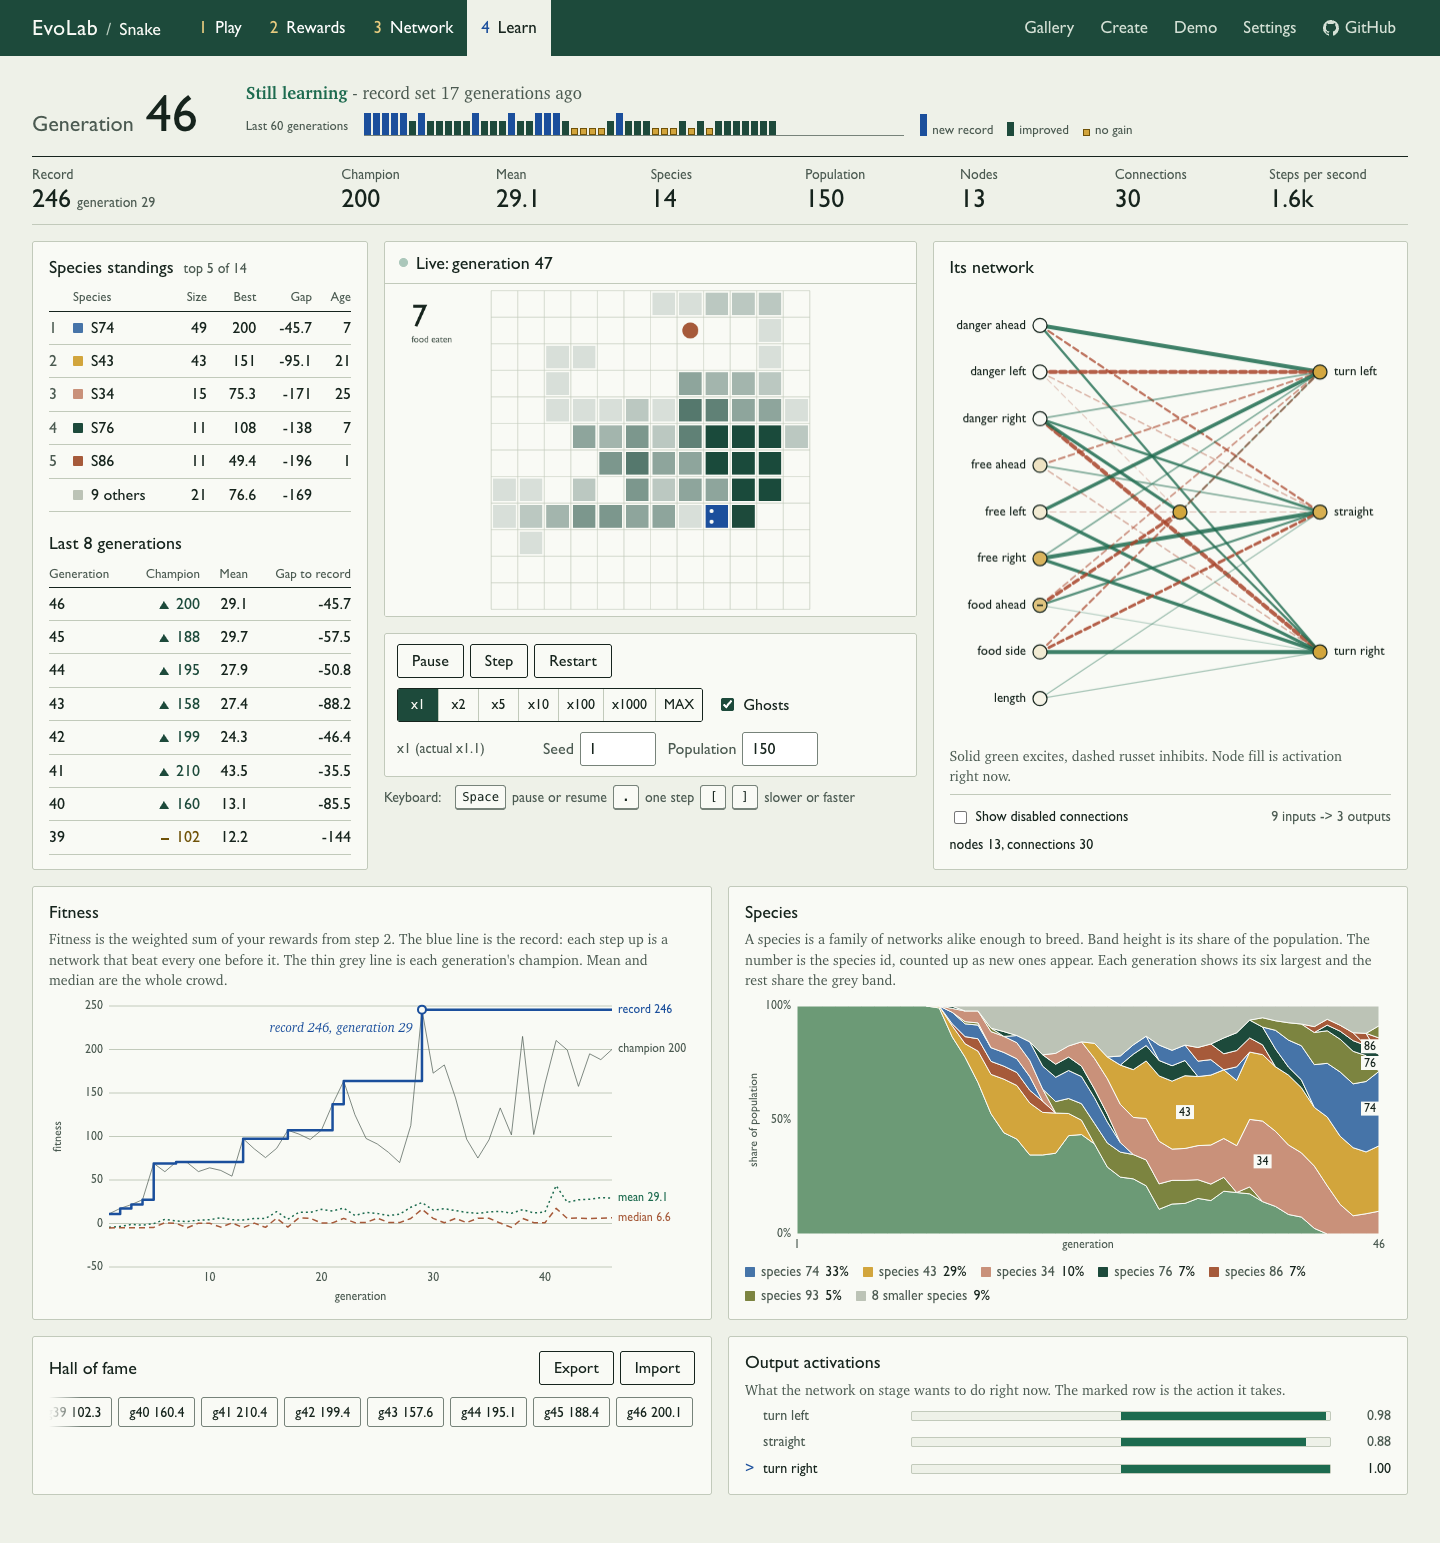 EvoLab / Snake 1 Play 2 Rewards 3 Network 4 Learn Gallery Create Demo Settings GitHub
Generation 46
Still learning - record set 17 generations ago
Last 60 generations new record improved no gain
Record Champion Mean Species Population Nodes Connections Steps per second
246 generation 29 200 29.1 14 150 13 30 1.6k
Species standings top 5 of 14
Species Size Best Gap Age
1 S74 49 200 -45.7 7
2 S43 43 151 -95.1 21
3 S34 15 75.3 -171 25
4 S76 11 108 -138 7
5 S86 11 49.4 -196 1
9 others 21 76.6 -169
Last 8 generations
Generation Champion Mean Gap to record
46 ▲ 200 29.1 -45.7
45 ▲ 188 29.7 -57.5
44 ▲ 195 27.9 -50.8
43 ▲ 158 27.4 -88.2
42 ▲ 199 24.3 -46.4
41 ▲ 210 43.5 -35.5
40 ▲ 160 13.1 -85.5
39 – 102 12.2 -144
Live: generation 47
7
food eaten
Pause Step Restart
x1 x2 x5 x10 x100 x1000 MAX Ghosts
x1 (actual x1.1) Seed 1 Population 150
Keyboard: Space pause or resume . one step [ ] slower or faster
Its network
danger ahead
danger left
danger right
free ahead
free left
free right
food ahead
food side
length
turn left
straight
turn right
Solid green excites, dashed russet inhibits. Node fill is activation
right now.
Show disabled connections 9 inputs -> 3 outputs
nodes 13, connections 30
Fitness
Fitness is the weighted sum of your rewards from step 2. The blue line is the record: each step up is a
network that beat every one before it. The thin grey line is each generation's champion. Mean and
median are the whole crowd.
250
200
150
100
50
0
-50
fitness
record 246, generation 29
record 246
champion 200
mean 29.1
median 6.6
10 20 30 40
generation
Species
A species is a family of networks alike enough to breed. Band height is its share of the population. The
number is the species id, counted up as new ones appear. Each generation shows its six largest and the
rest share the grey band.
100%
50%
0%
share of population
86
76
74
43
34
1 generation 46
species 74 33% species 43 29% species 34 10% species 76 7% species 86 7%
species 93 5% 8 smaller species 9%
Hall of fame Export Import
39 102.3 g40 160.4 g41 210.4 g42 199.4 g43 157.6 g44 195.1 g45 188.4 g46 200.1
Output activations
What the network on stage wants to do right now. The marked row is the action it takes.
turn left 0.98
straight 0.88
> turn right 1.00